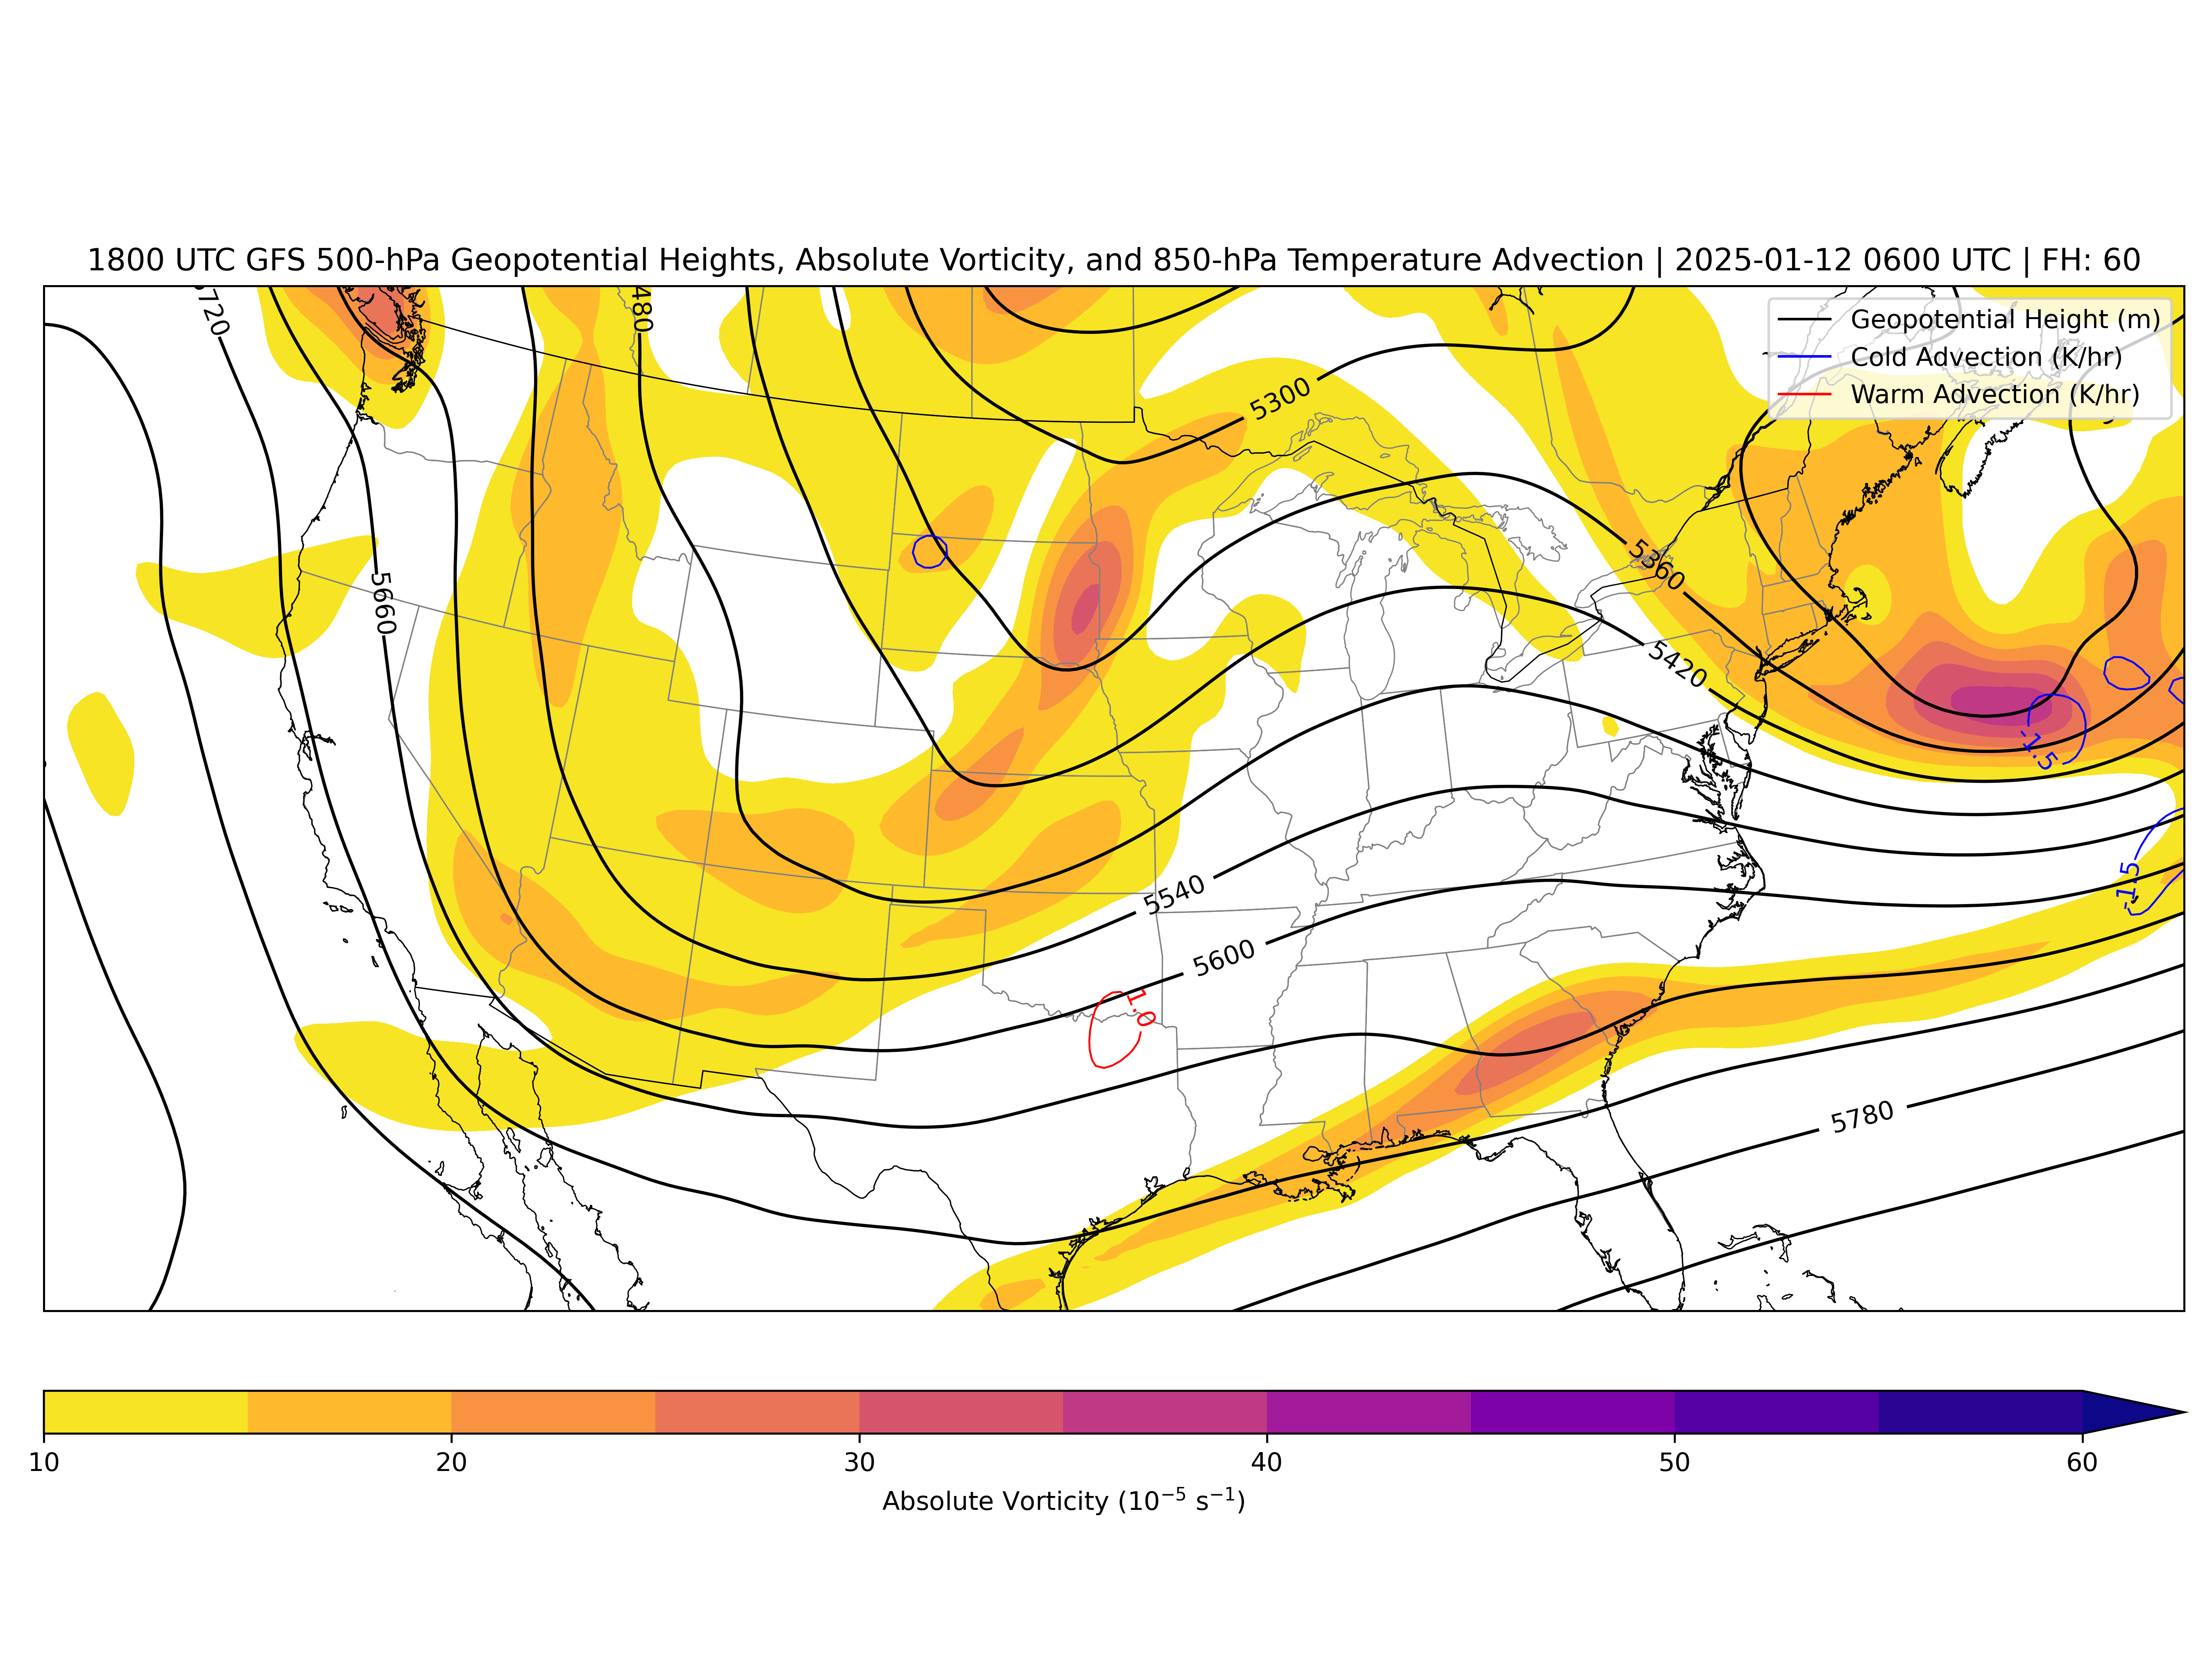 1800 UTC GFS 500-hPa Geopotential Heights, Absolute Vorticity, and 850-hPa Temperature Advection | 2025-01-12 0600 UTC | FH: 60
Geopotential Height (m)
Cold Advection (K/hr)
Warm Advection (K/hr)
5720
480
5300
5360
5660
5420
-1.5
5540
-1.5
5600
1.0
5780
10 20 30 40 50 60
Absolute Vorticity (10⁻⁵ s⁻¹)